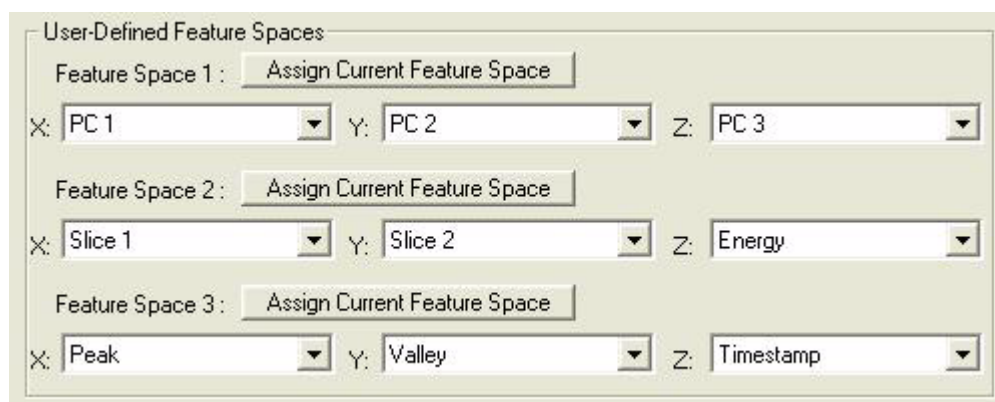 User-Defined Feature Spaces
Feature Space 1 : Assign Current Feature Space
X: PC 1 Y: PC 2 Z: PC 3
Feature Space 2 : Assign Current Feature Space
X: Slice 1 Y: Slice 2 Z: Energy
Feature Space 3 : Assign Current Feature Space
X: Peak Y: Valley Z: Timestamp